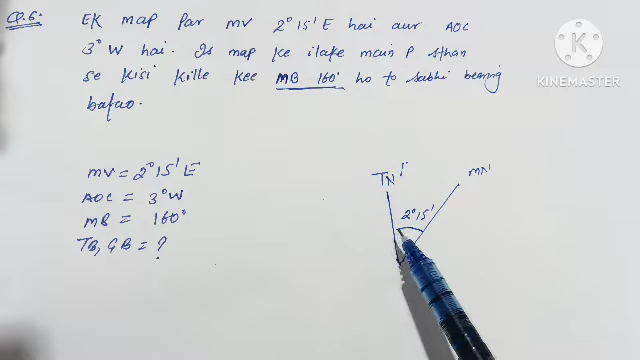 Q.6: EK map Par MV 2°15' E hai aur AOC
3° W hai. Is map ke ilake main P sthan
se kisi kille kee MB 160° ho to sabhi bearing
batao.
K
KINEMASTER
MV = 2°15' E
AOC = 3° W
MB = 160°
TB, GB = ?
TN
MN
2°15'